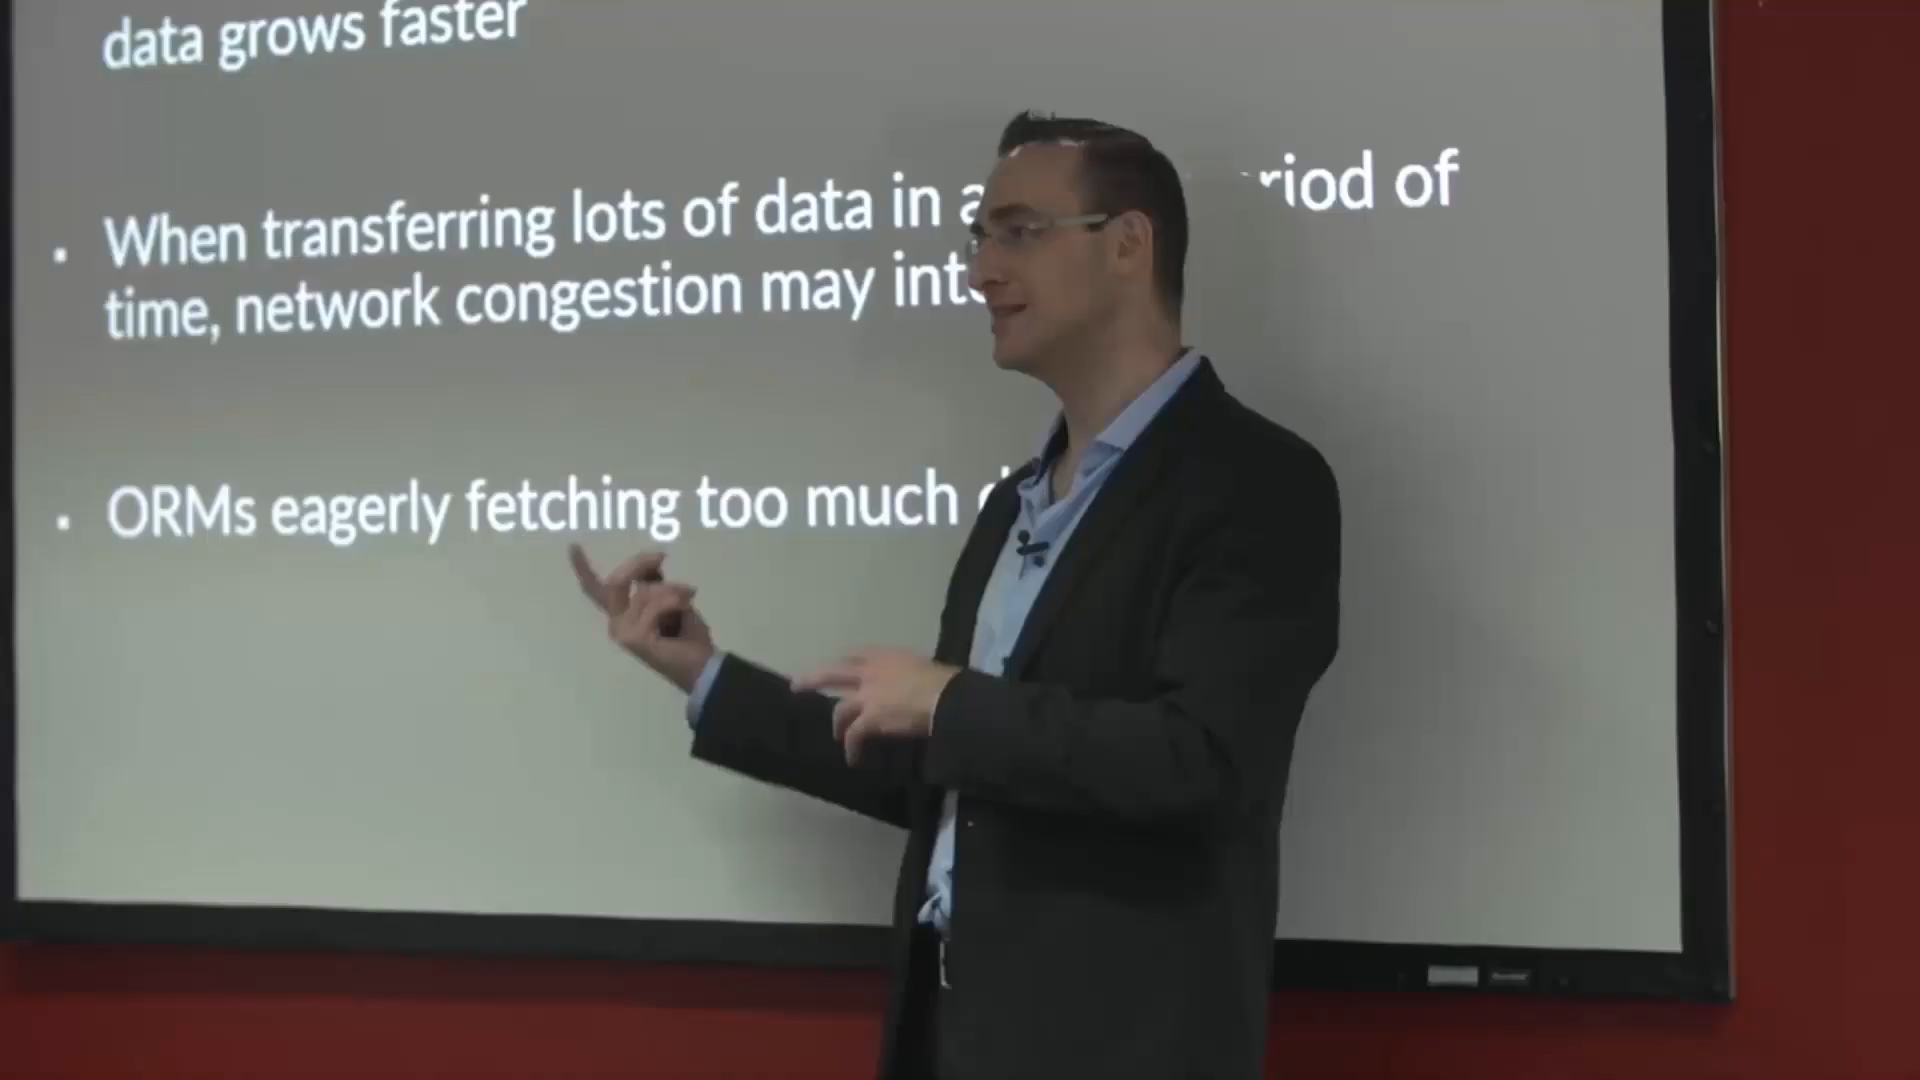 data grows faster
▪ When transferring lots of data in a riod of
time, network congestion may int
▪ ORMs eagerly fetching too much